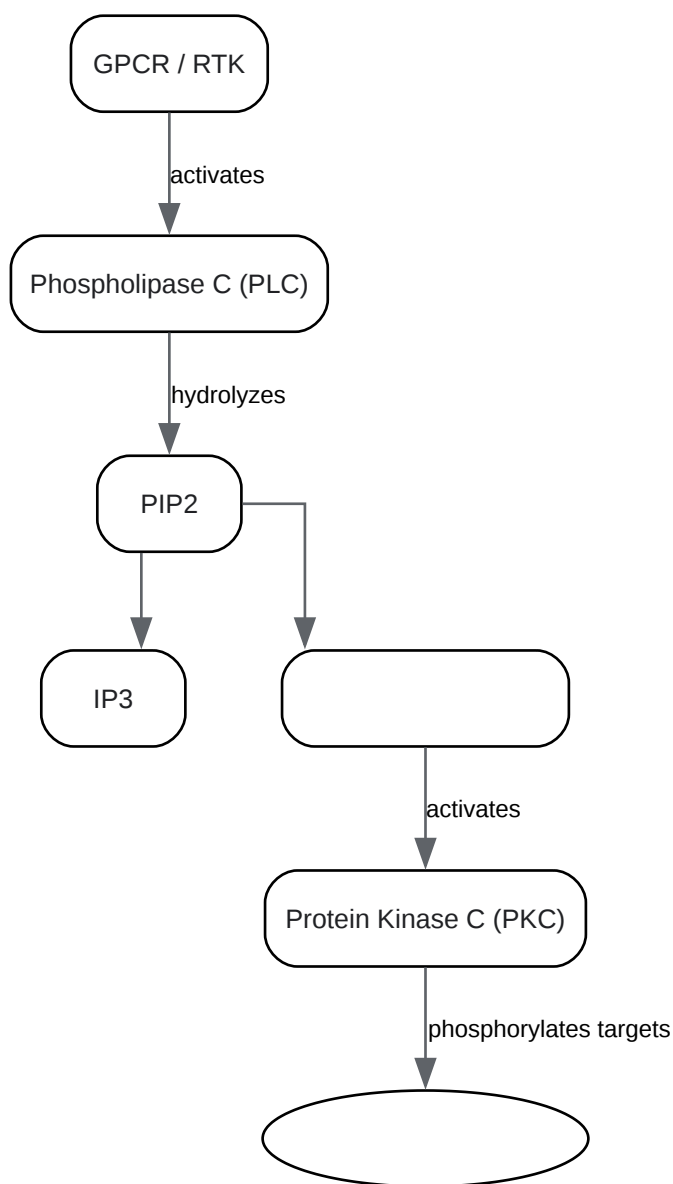 GPCR / RTK
activates
Phospholipase C (PLC)
hydrolyzes
PIP2
IP3
activates
Protein Kinase C (PKC)
phosphorylates targets